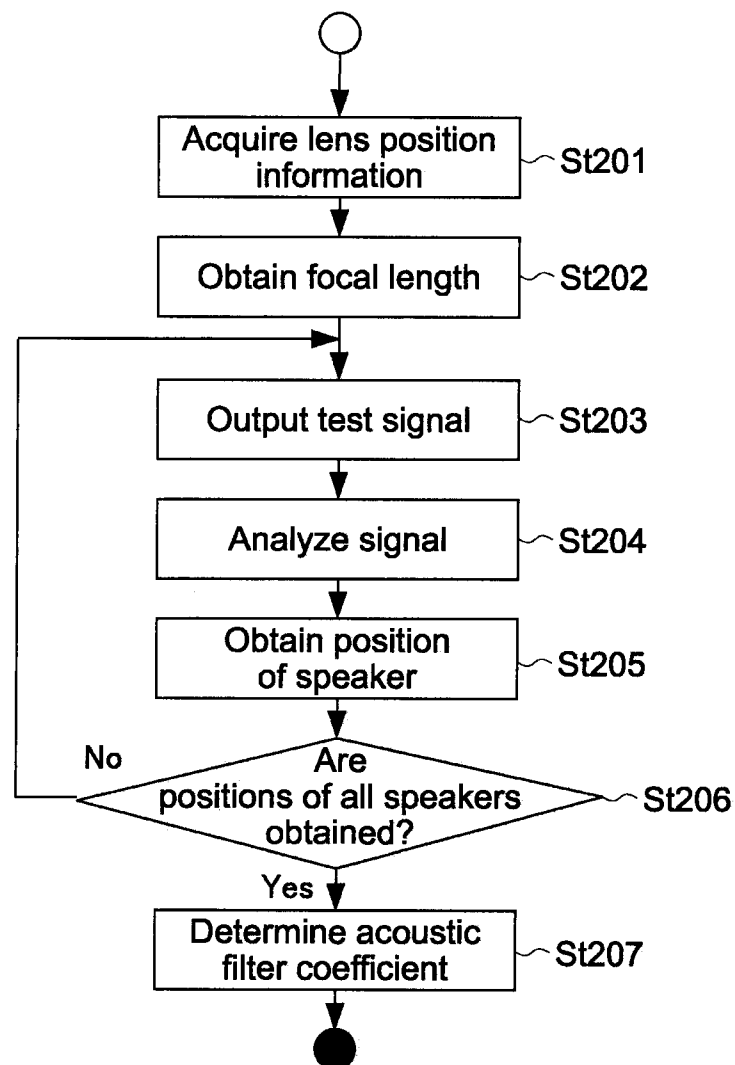 Acquire lens position
information
St201
Obtain focal length
St202
Output test signal
St203
Analyze signal
St204
Obtain position
of speaker
St205
No
Are
positions of all speakers
obtained?
St206
Yes
Determine acoustic
filter coefficient
St207